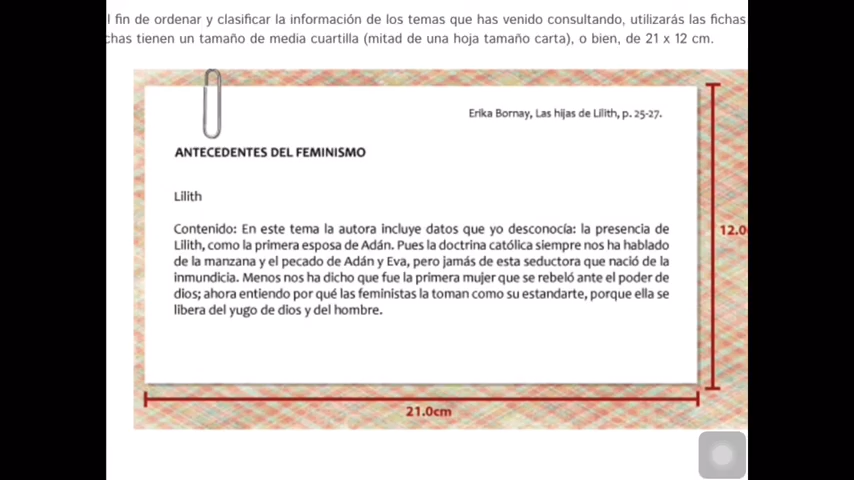 l fin de ordenar y clasificar la información de los temas que has venido consultando, utilizarás las fichas
chas tienen un tamaño de media cuartilla (mitad de una hoja tamaño carta), o bien, de 21 x 12 cm.
Erika Bornay, Las hijas de Lilith, p. 25-27.
ANTECEDENTES DEL FEMINISMO
Lilith
Contenido: En este tema la autora incluye datos que yo desconocía: la presencia de
Lilith, como la primera esposa de Adán. Pues la doctrina católica siempre nos ha hablado
de la manzana y el pecado de Adán y Eva, pero jamás de esta seductora que nació de la
inmundicia. Menos nos ha dicho que fue la primera mujer que se rebeló ante el poder de
dios; ahora entiendo por qué las feministas la toman como su estandarte, porque ella se
libera del yugo de dios y del hombre.
12.0
21.0cm